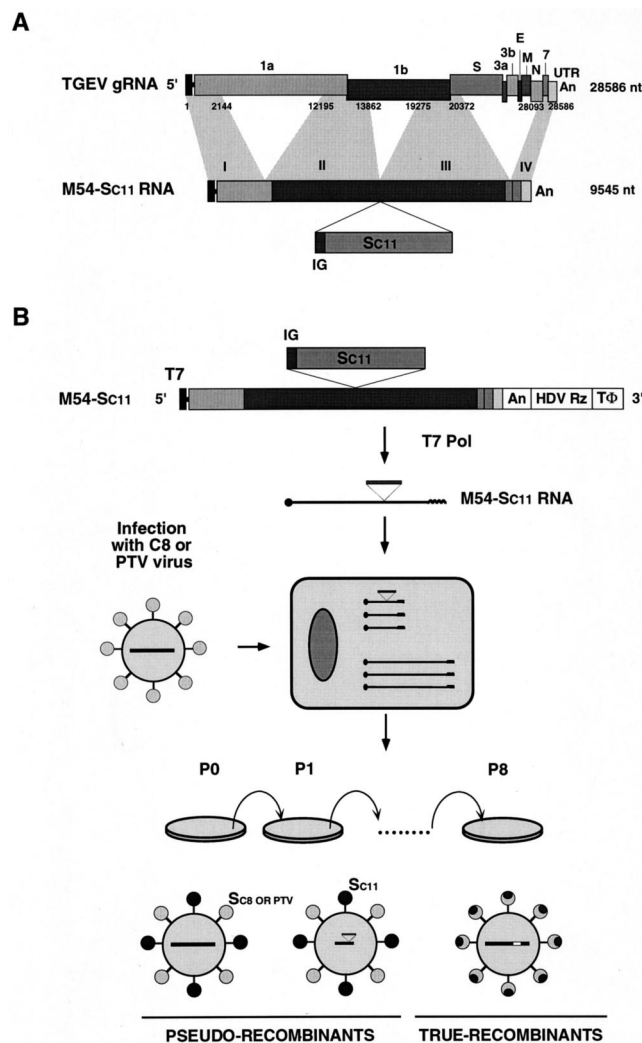 A
E
3b M 7
3a N UTR
1a 1b S
TGEV gRNA 5' An 28586 nt
1 2144 12195 13862 19275 20372 28093 28586
I II III IV
M54-Sc11 RNA An 9545 nt
Sc11
IG
B
IG
Sc11
T7
M54-Sc11 5' An HDV Rz TΦ 3'
T7 Pol
M54-Sc11 RNA
Infection
with C8 or
PTV virus
P0 P1 P8
........
SC8 OR PTV Sc11
PSEUDO-RECOMBINANTS TRUE-RECOMBINANTS